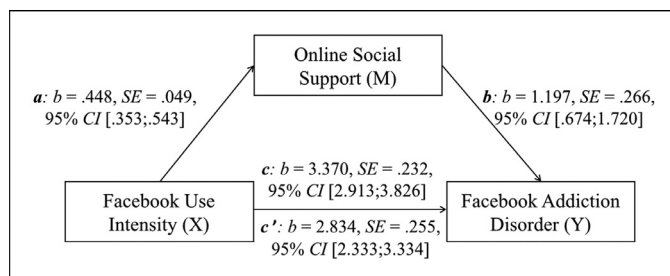 Online Social
Support (M)
a: b = .448, SE = .049,
95% CI [.353;.543]
b: b = 1.197, SE = .266,
95% CI [.674;1.720]
c: b = 3.370, SE = .232,
95% CI [2.913;3.826]
Facebook Use
Intensity (X)
Facebook Addiction
Disorder (Y)
c': b = 2.834, SE = .255,
95% CI [2.333;3.334]